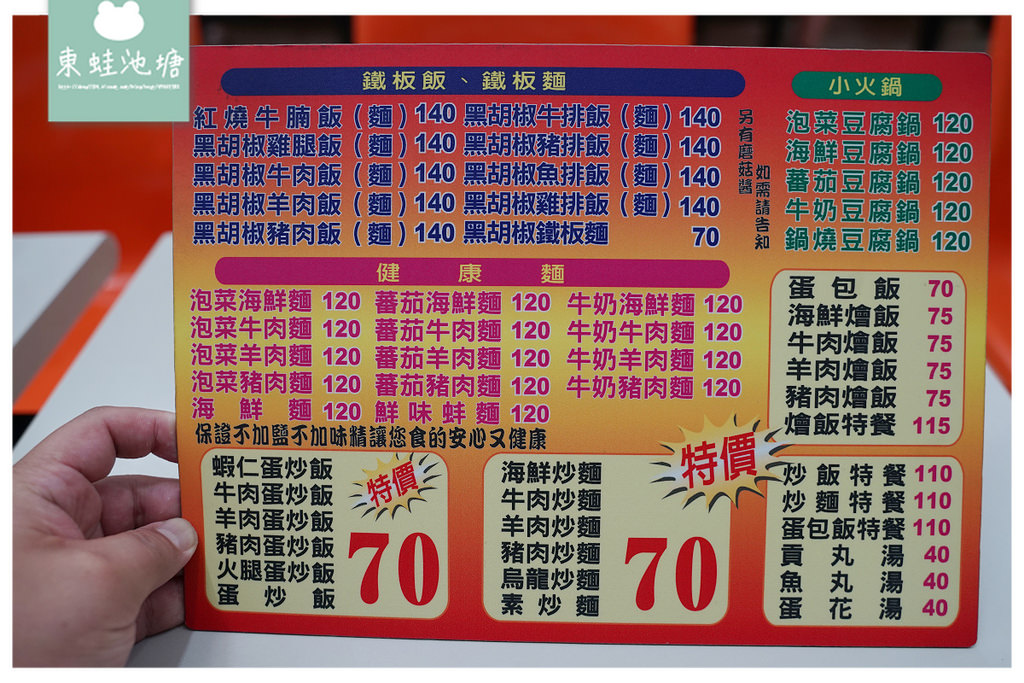 東蛙池塘
鐵板飯、鐵板麵
紅燒牛腩飯(麵)140 黑胡椒牛排飯(麵)140
黑胡椒雞腿飯(麵)140 黑胡椒豬排飯(麵)140
黑胡椒牛肉飯(麵)140 黑胡椒魚排飯(麵)140
黑胡椒羊肉飯(麵)140 黑胡椒雞排飯(麵)140
黑胡椒豬肉飯(麵)140 黑胡椒鐵板麵 70
另有蘑菇醬
如需請告知
小火鍋
泡菜豆腐鍋 120
海鮮豆腐鍋 120
蕃茄豆腐鍋 120
牛奶豆腐鍋 120
鍋燒豆腐鍋 120
健康麵
泡菜海鮮麵 120 蕃茄海鮮麵 120 牛奶海鮮麵 120
泡菜牛肉麵 120 蕃茄牛肉麵 120 牛奶牛肉麵 120
泡菜羊肉麵 120 蕃茄羊肉麵 120 牛奶羊肉麵 120
泡菜豬肉麵 120 蕃茄豬肉麵 120 牛奶豬肉麵 120
海鮮麵 120 鮮味蚌麵 120
保證不加鹽不加味精讓您食的安心又健康
蛋包飯 70
海鮮燴飯 75
牛肉燴飯 75
羊肉燴飯 75
豬肉燴飯 75
燴飯特餐 115
蝦仁蛋炒飯
牛肉蛋炒飯
羊肉蛋炒飯
豬肉蛋炒飯
火腿蛋炒飯
蛋炒飯
特價
70
海鮮炒麵
牛肉炒麵
羊肉炒麵
豬肉炒麵
烏龍炒麵
素炒麵
特價
70
炒飯特餐 110
炒麵特餐 110
蛋包飯特餐 110
貢丸湯 40
魚丸湯 40
蛋花湯 40